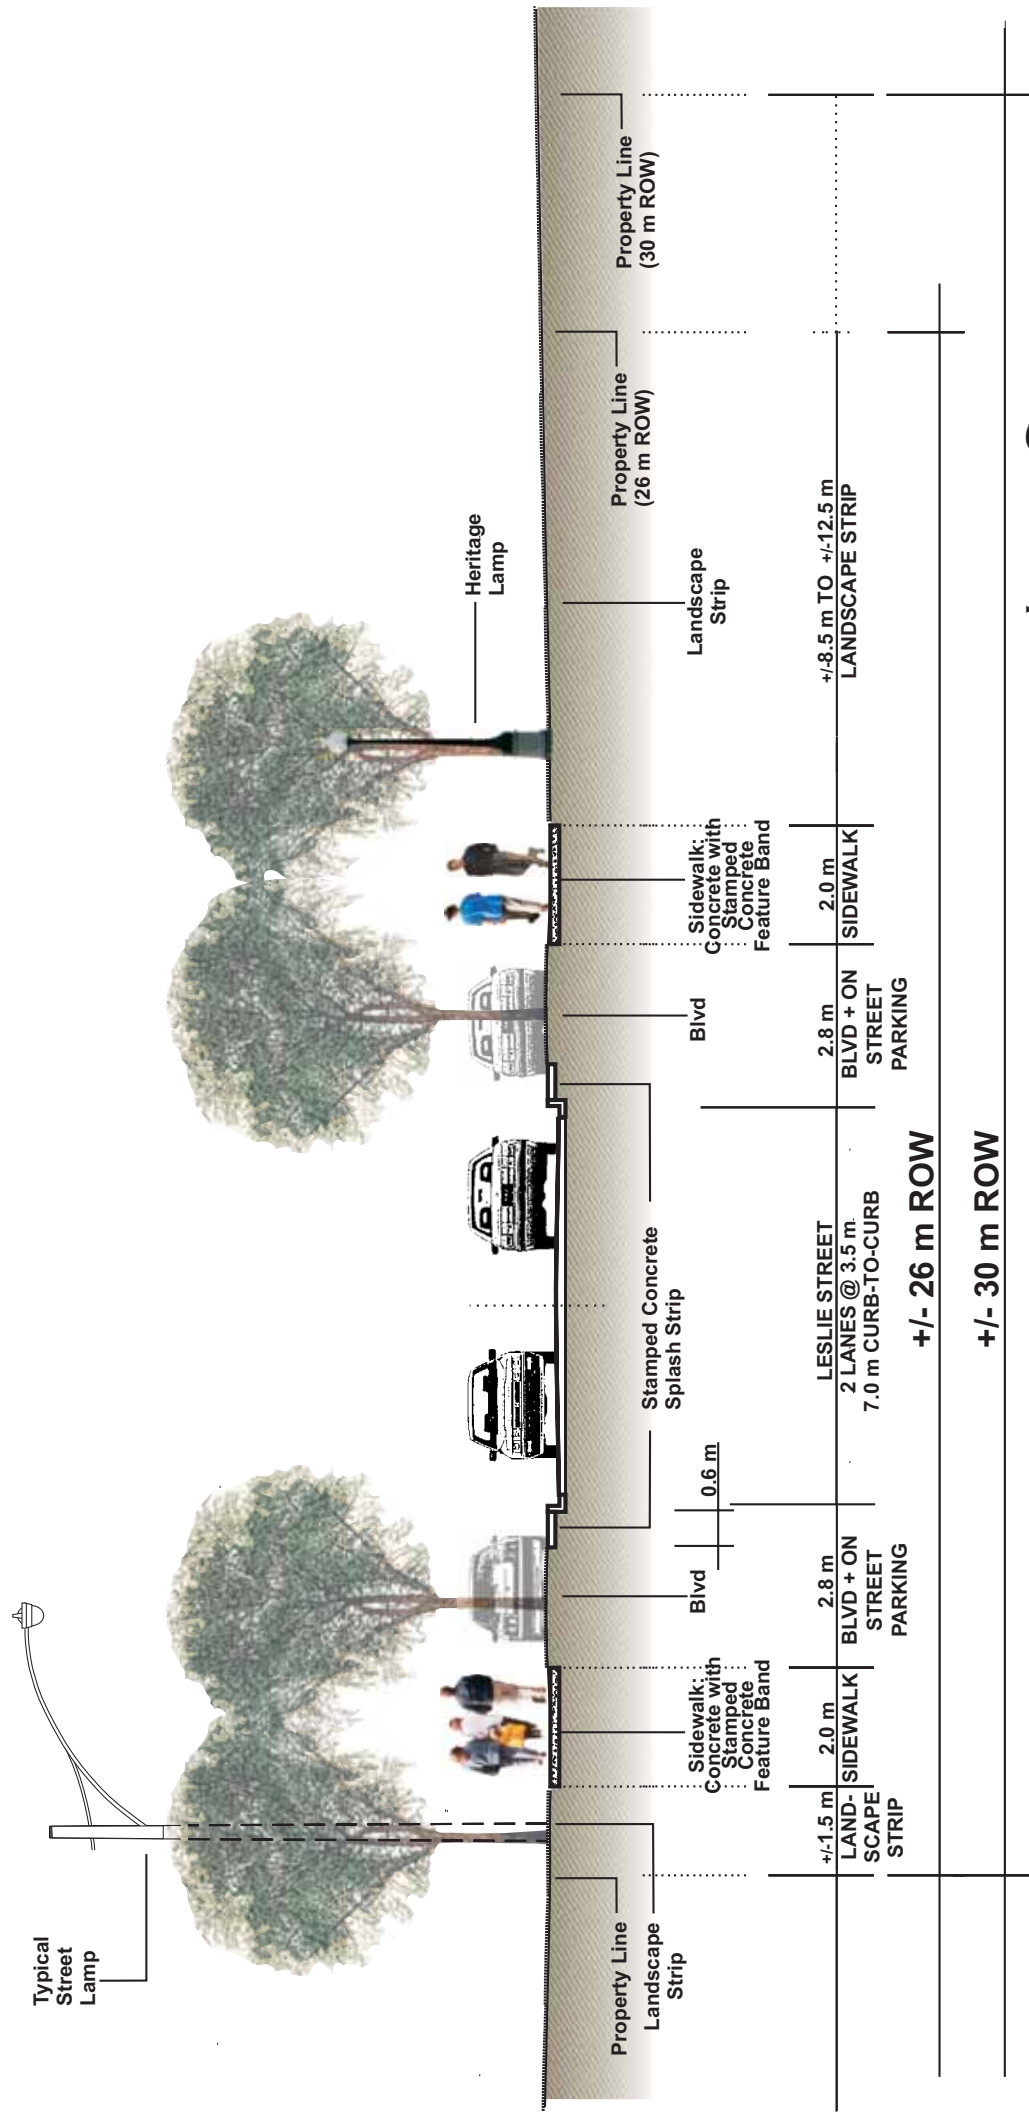 Typical
Street
Lamp
Heritage
Lamp
Property Line
Landscape
Strip
Sidewalk:
Concrete with
Stamped
Concrete
Feature Band
Blvd
Stamped Concrete
Splash Strip
0.6 m
Blvd
Sidewalk:
Concrete with
Stamped
Concrete
Feature Band
Landscape
Strip
Property Line
(26 m ROW)
Property Line
(30 m ROW)
+/-1.5 m
LAND-
SCAPE
STRIP
2.0 m
SIDEWALK
2.8 m
BLVD + ON
STREET
PARKING
LESLIE STREET
2 LANES @ 3.5 m
7.0 m CURB-TO-CURB
2.8 m
BLVD + ON
STREET
PARKING
2.0 m
SIDEWALK
+/-8.5 m TO +/-12.5 m
LANDSCAPE STRIP
+/- 26 m ROW
+/- 30 m ROW